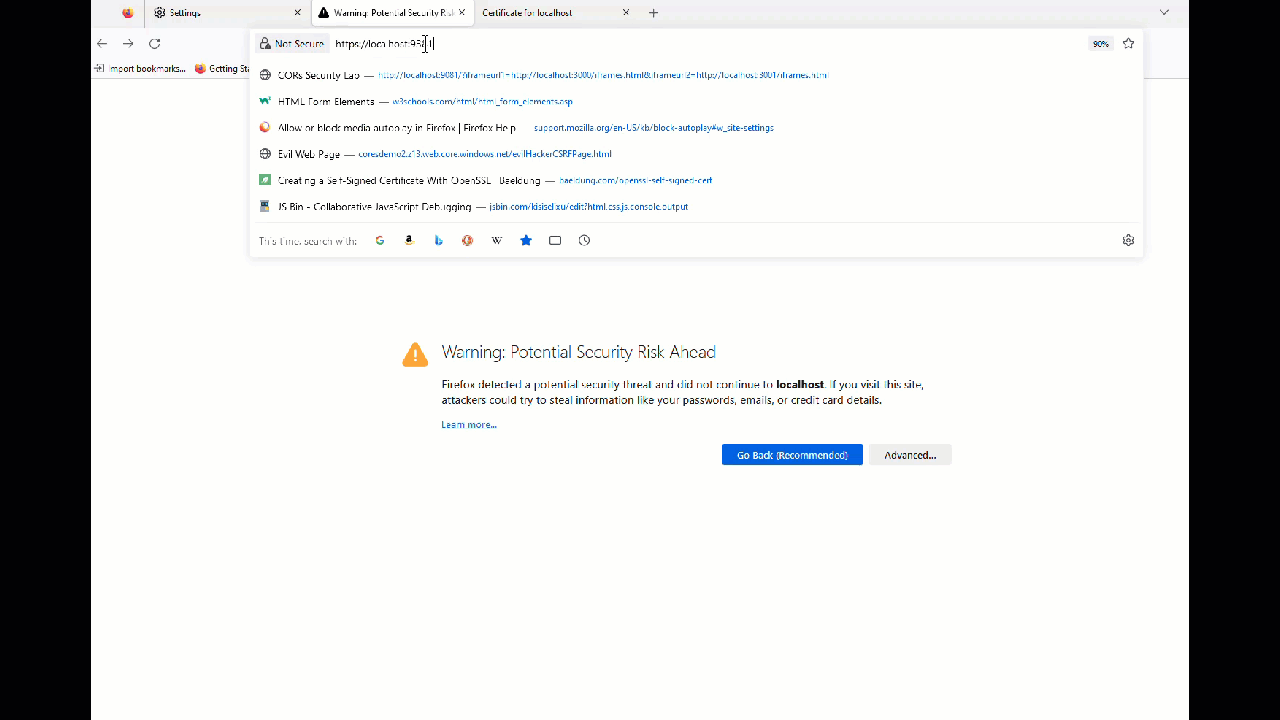 Settings
Warning: Potential Security Ris
Certificate for localhost
Not Secure
https://localhost:95
90%
Import bookmarks...
Getting Sta
CORs Security Lab — http://localhost:9081/?iframeurl1=http://localhost:3000/iframes.html&iframeurl2=http://localhost:3001/iframes.html
HTML Form Elements — w3schools.com/html/html_form_elements.asp
Allow or block media autoplay in Firefox | Firefox Help — support.mozilla.org/en-US/kb/block-autoplay#w_site-settings
Evil Web Page — coresdemo2.z13.web.core.windows.net/evilHackerCSRFPage.html
Creating a Self-Signed Certificate With OpenSSL | Baeldung — baeldung.com/openssl-self-signed-cert
JS Bin - Collaborative JavaScript Debugging — jsbin.com/kisiselixu/edit?html,css,js,console,output
This time, search with:
Warning: Potential Security Risk Ahead
Firefox detected a potential security threat and did not continue to localhost. If you visit this site,
attackers could try to steal information like your passwords, emails, or credit card details.
Learn more...
Go Back (Recommended)
Advanced...